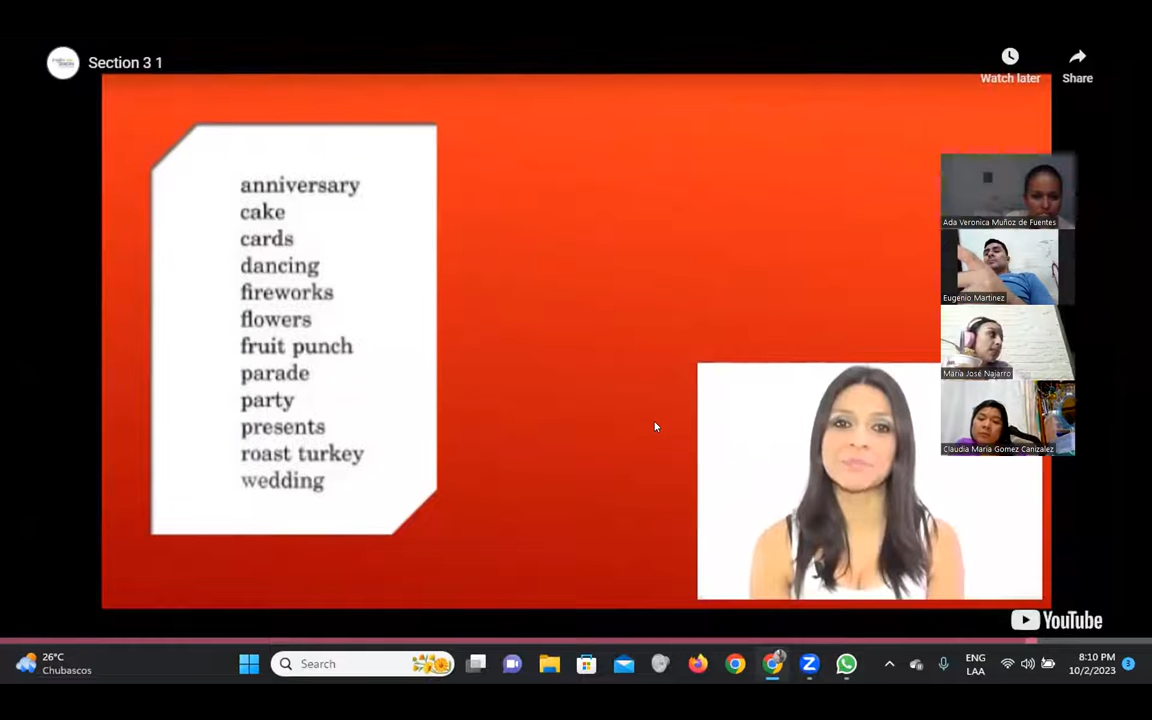 Section 3 1
Watch later
Share
anniversary
cake
cards
dancing
fireworks
flowers
fruit punch
parade
party
presents
roast turkey
wedding
Ada Veronica Muñoz de Fuentes
Eugenio Martinez
María José Najarro
Claudia Maria Gomez Canizalez
YouTube
26°C
Chubascos
Search
ENG
LAA
8:10 PM
10/2/2023
3